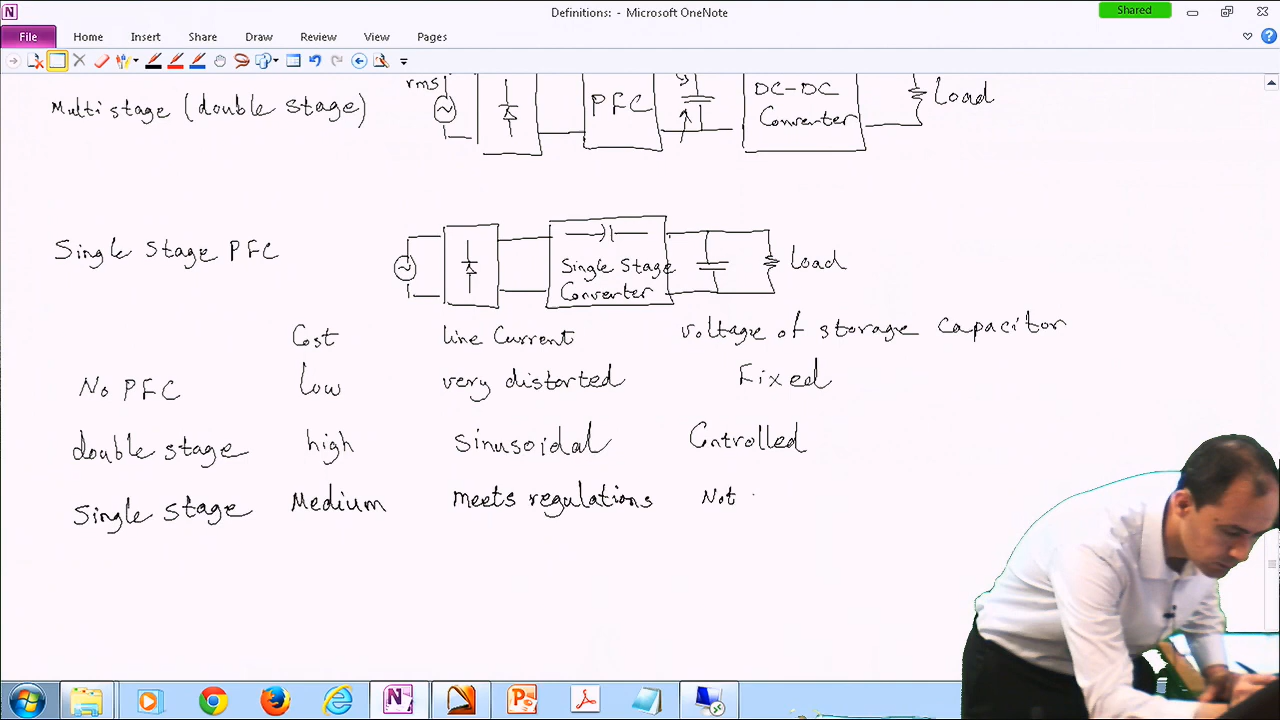 Definitions: - Microsoft OneNote
Shared
File Home Insert Share Draw Review View Pages
rms
Multistage (double stage)
PFC
DC-DC
Converter
Load
Single Stage PFC
Single Stage
Converter
Load
Cost line Current voltage of storage capacitor
No PFC low very distorted Fixed
double stage high Sinusoidal Controlled
Single stage Medium meets regulations Not